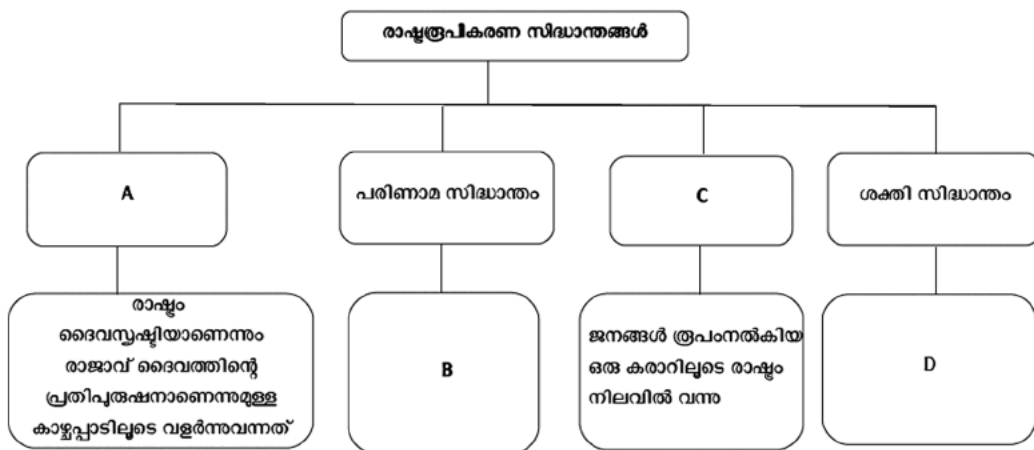 രാഷ്ട്രരൂപീകരണ സിദ്ധാന്തങ്ങൾ
A
പരിണാമ സിദ്ധാന്തം
C
ശക്തി സിദ്ധാന്തം
രാഷ്ട്രം
ദൈവസൃഷ്ടിയാണെന്നും
രാജാവ് ദൈവത്തിന്റെ
പ്രതിപുരുഷനാണെന്നുമുള്ള
കാഴ്ചപ്പാടിലൂടെ വളർന്നുവന്നത്
B
ജനങ്ങൾ രൂപംനൽകിയ
ഒരു കരാറിലൂടെ രാഷ്ട്രം
നിലവിൽ വന്നു
D